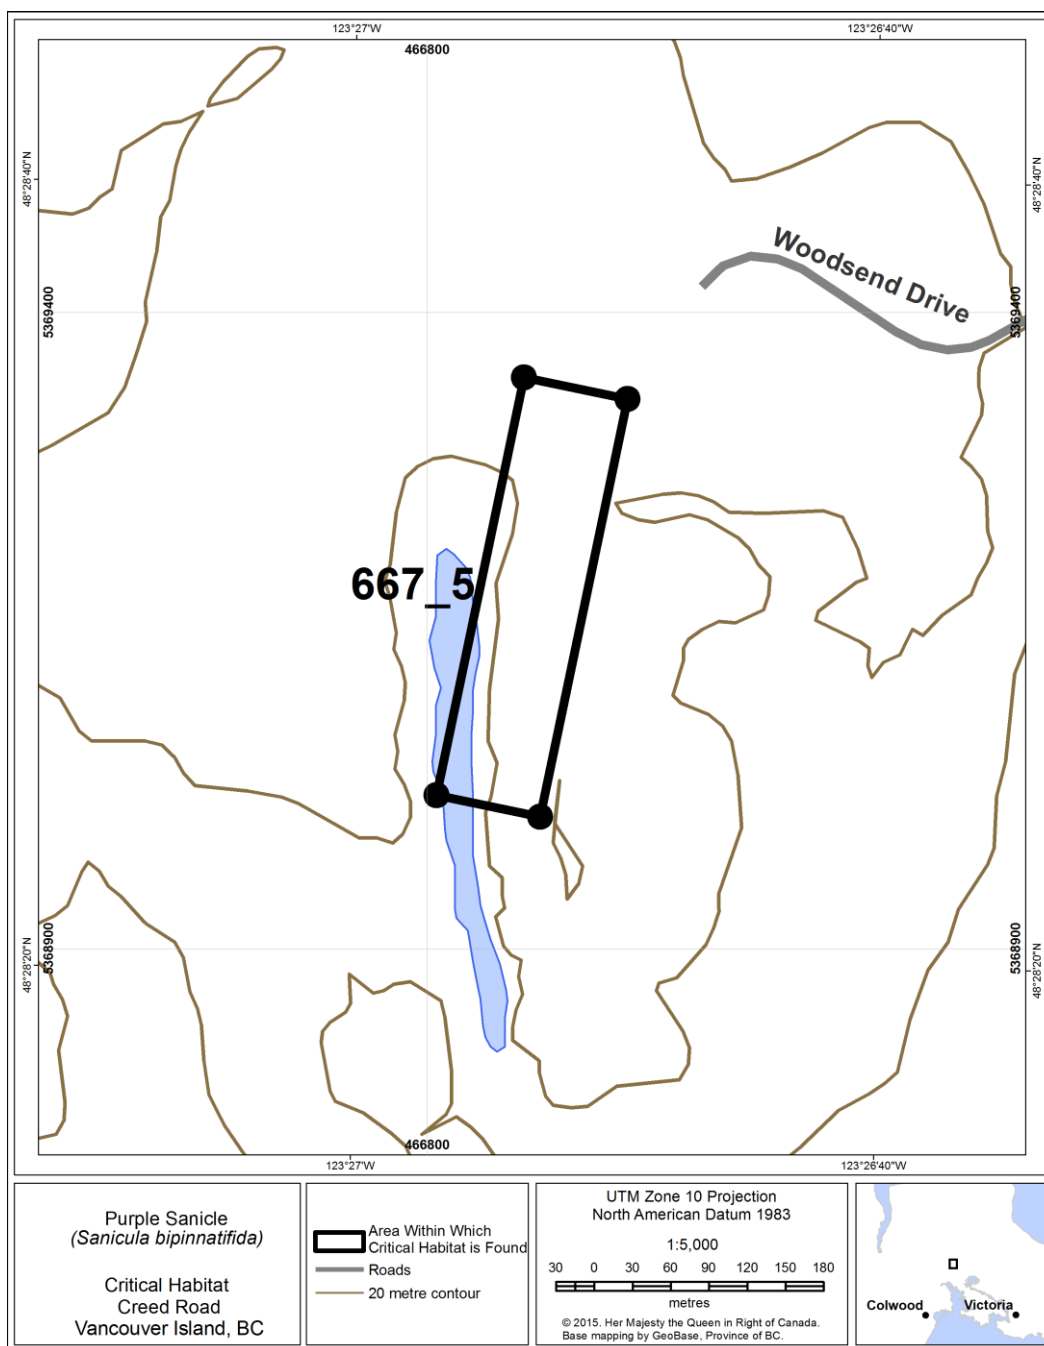 123°27'W
123°26'40"W
466800
48°28'40"N
48°28'40"N
Woodsend Drive
5369400
5369400
667_5
5368900
5368900
48°28'20"N
48°28'20"N
466800
123°27'W
123°26'40"W
Purple Sanicle
(Sanicula bipinnatifida)
Critical Habitat
Creed Road
Vancouver Island, BC
Area Within Which
Critical Habitat is Found
Roads
20 metre contour
UTM Zone 10 Projection
North American Datum 1983
1:5,000
30 0 30 60 90 120 150 180
metres
© 2015. Her Majesty the Queen in Right of Canada.
Base mapping by GeoBase, Province of BC.
Colwood
Victoria